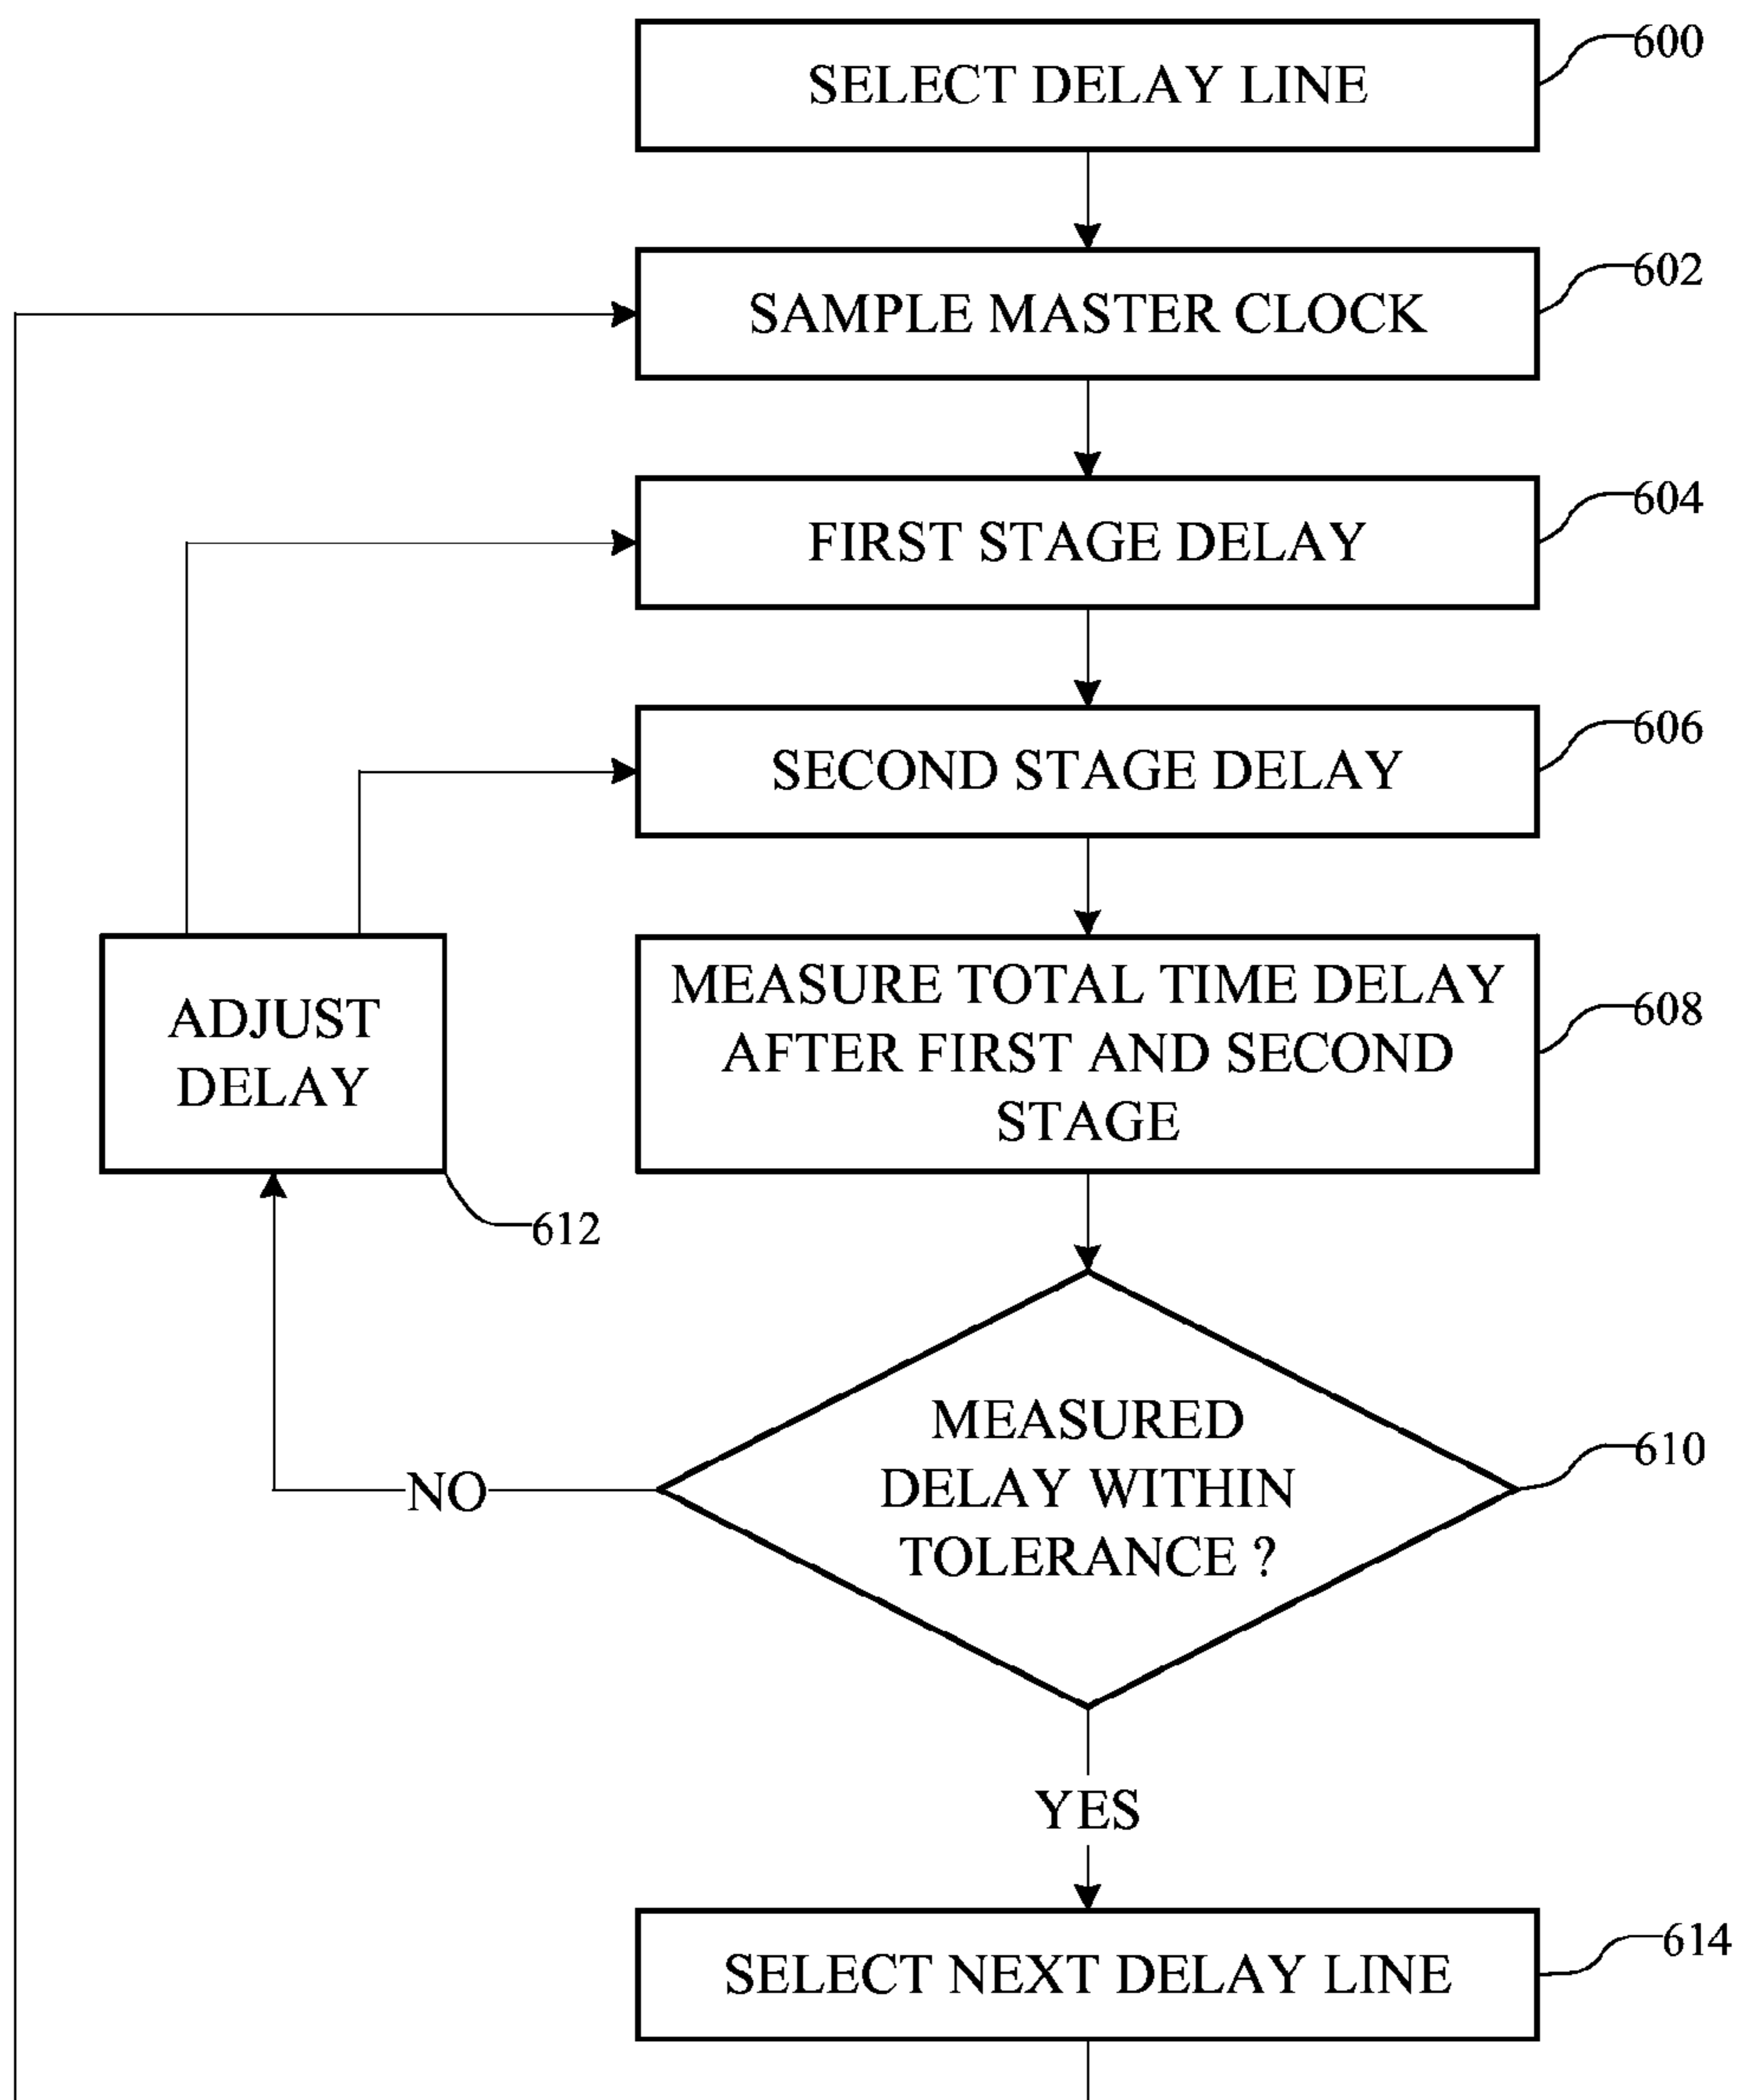 600
SELECT DELAY LINE
602
SAMPLE MASTER CLOCK
604
FIRST STAGE DELAY
606
SECOND STAGE DELAY
MEASURE TOTAL TIME DELAY
AFTER FIRST AND SECOND
STAGE
608
ADJUST
DELAY
612
MEASURED
DELAY WITHIN
TOLERANCE ?
610
NO
YES
614
SELECT NEXT DELAY LINE